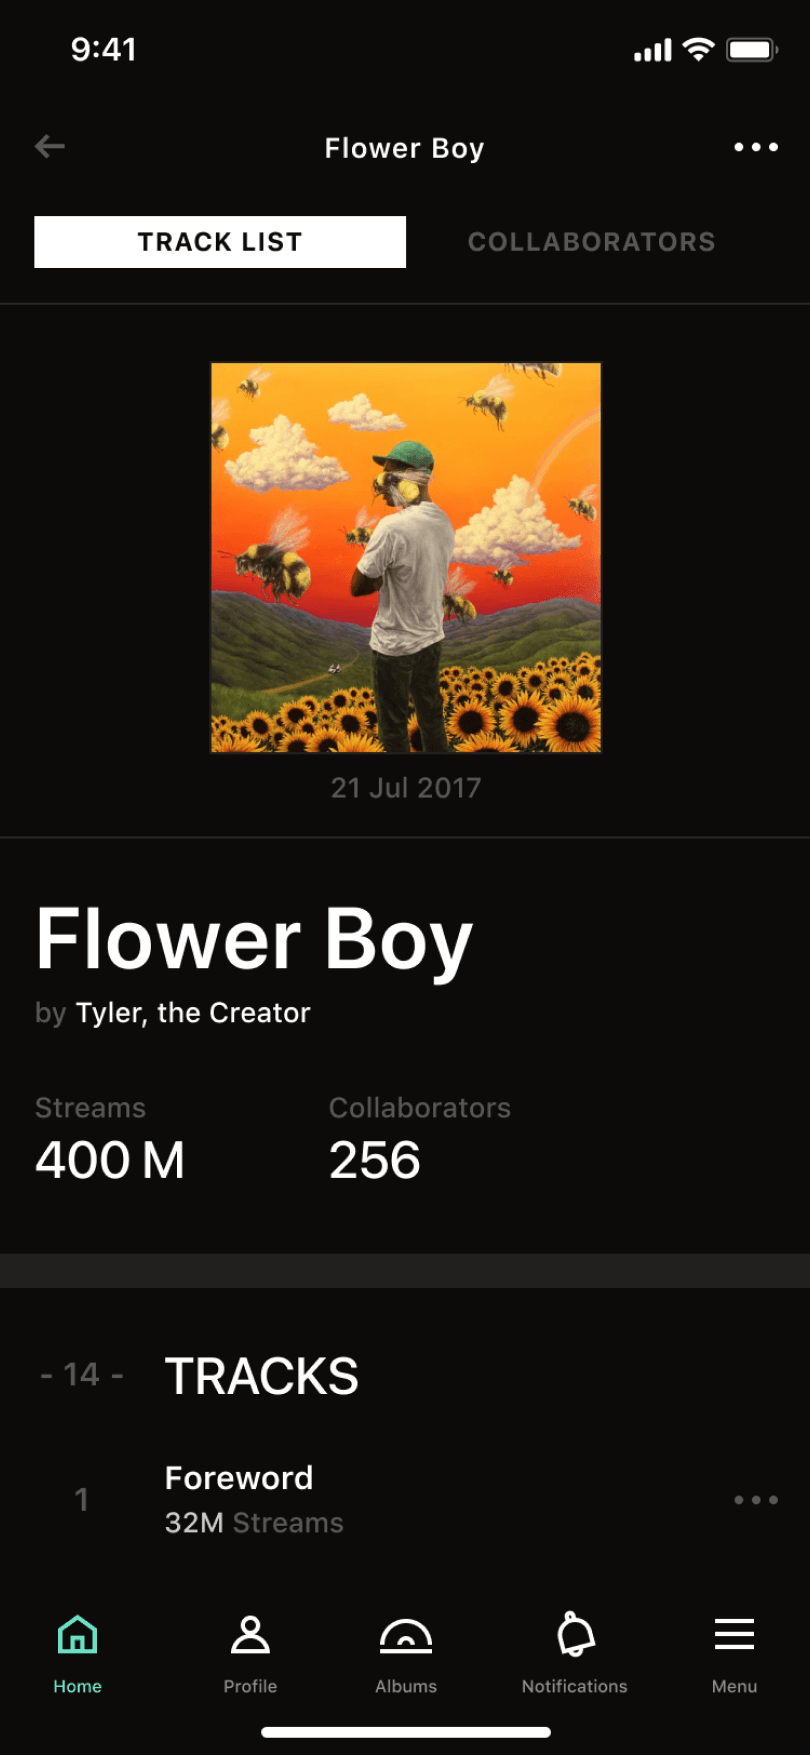 9:41
Flower Boy
TRACK LIST
COLLABORATORS
21 Jul 2017
Flower Boy
by Tyler, the Creator
Streams
Collaborators
400 M
256
- 14 - TRACKS
1
Foreword
32M Streams
Home
Profile
Albums
Notifications
Menu